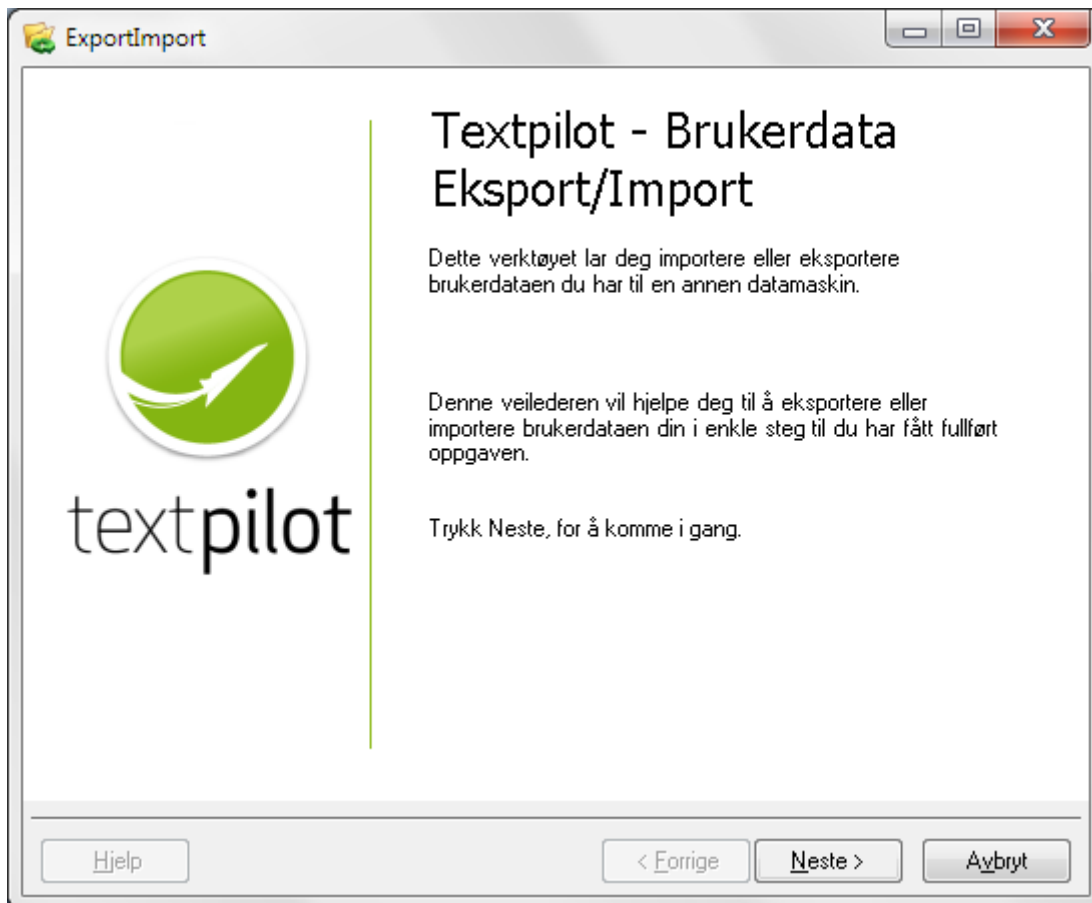 ExportImport
Textpilot - Brukerdata
Eksport/Import
Dette verktøyet lar deg importere eller eksportere
brukerdataen du har til en annen datamaskin.
Denne veilederen vil hjelpe deg til å eksportere eller
importere brukerdataen din i enkle steg til du har fått fullført
oppgaven.
textpilot
Trykk Neste, for å komme i gang.
Hjelp
< Forrige
Neste >
Avbryt